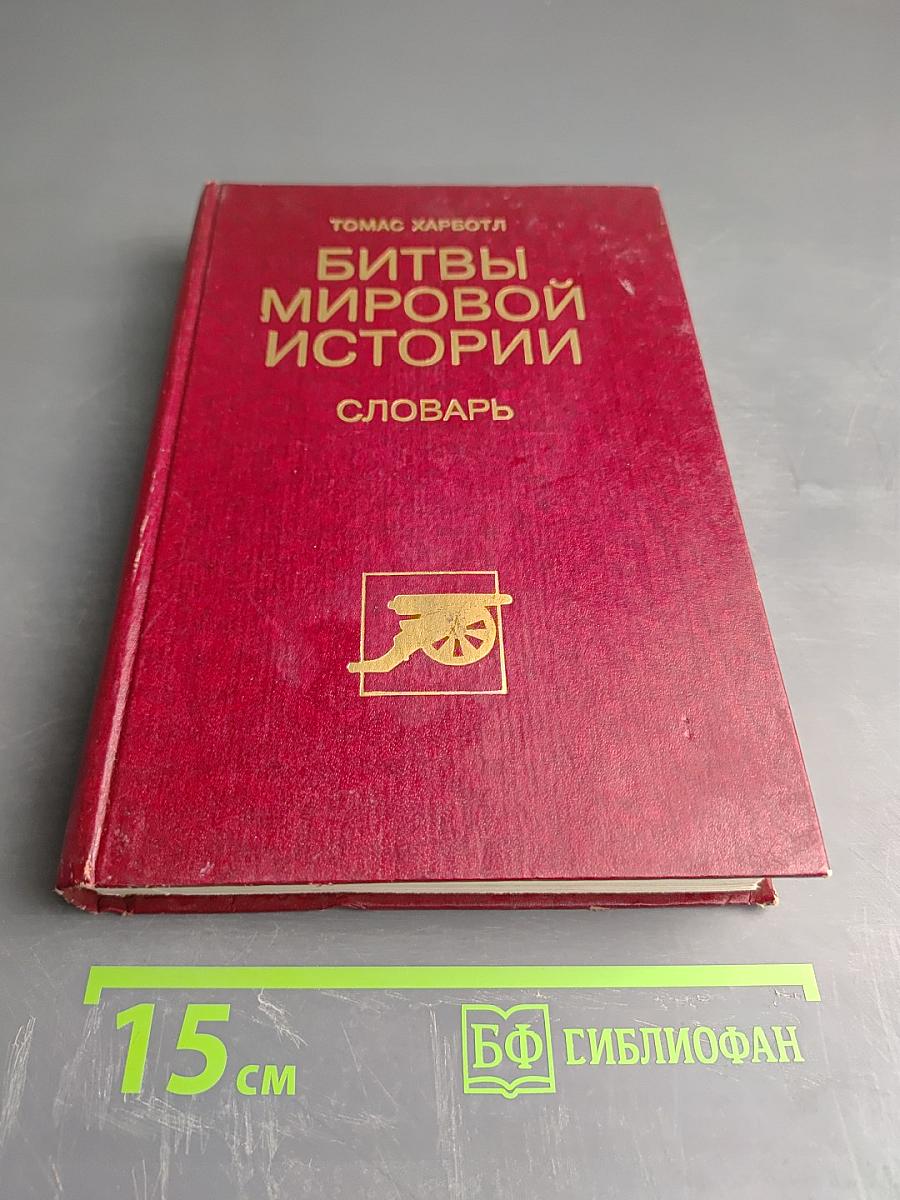 ТОМАС ХАРБОТЛ
БИТВЫ
МИРОВОЙ
ИСТОРИИ
СЛОВАРЬ
15 см
БФ БИБЛИОФАН